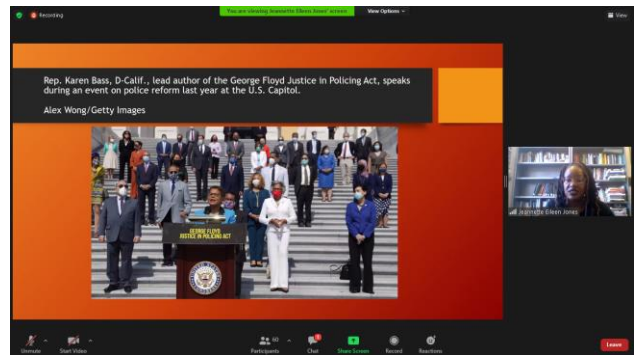 Recording
You are viewing Jeannette Eileen Jones' screen
View Options
View
Rep. Karen Bass, D-Calif., lead author of the George Floyd Justice in Policing Act, speaks
during an event on police reform last year at the U.S. Capitol.
Alex Wong/Getty Images
GEORGE FLOYD
JUSTICE IN POLICING ACT
Jeannette Eileen Jones
Unmute
Start Video
60
Participants
Chat
Share Screen
Record
Reactions
Leave